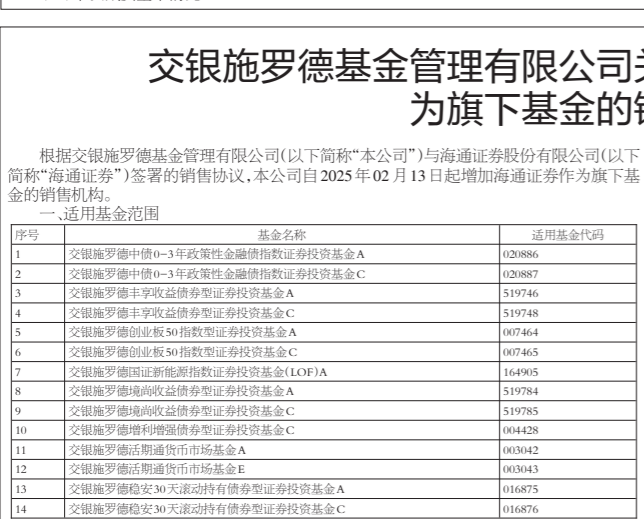 交银施罗德基金管理有限公司
为旗下基金的
根据交银施罗德基金管理有限公司(以下简称“本公司”)与海通证券股份有限公司(以下
简称“海通证券”)签署的销售协议,本公司自2025年02月13日起增加海通证券作为旗下基
金的销售机构。
一、适用基金范围
序号 基金名称 适用基金代码
1 交银施罗德中债0-3年政策性金融债指数证券投资基金A 020886
2 交银施罗德中债0-3年政策性金融债指数证券投资基金C 020887
3 交银施罗德丰享收益债券型证券投资基金A 519746
4 交银施罗德丰享收益债券型证券投资基金C 519748
5 交银施罗德创业板50指数型证券投资基金A 007464
6 交银施罗德创业板50指数型证券投资基金C 007465
7 交银施罗德国证新能源指数证券投资基金(LOF)A 164905
8 交银施罗德境尚收益债券型证券投资基金A 519784
9 交银施罗德境尚收益债券型证券投资基金C 519785
10 交银施罗德增利增强债券型证券投资基金C 004428
11 交银施罗德活期通货币市场基金A 003042
12 交银施罗德活期通货币市场基金E 003043
13 交银施罗德稳安30天滚动持有债券型证券投资基金A 016875
14 交银施罗德稳安30天滚动持有债券型证券投资基金C 016876